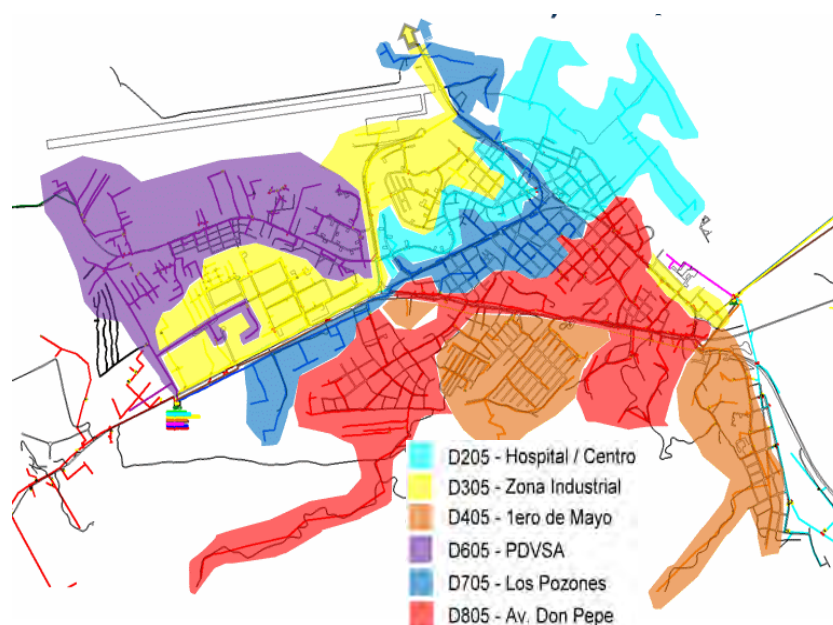 D205 - Hospital / Centro
D305 - Zona Industrial
D405 - 1ero de Mayo
D605 - PDVSA
D705 - Los Pozones
D805 - Av. Don Pepe